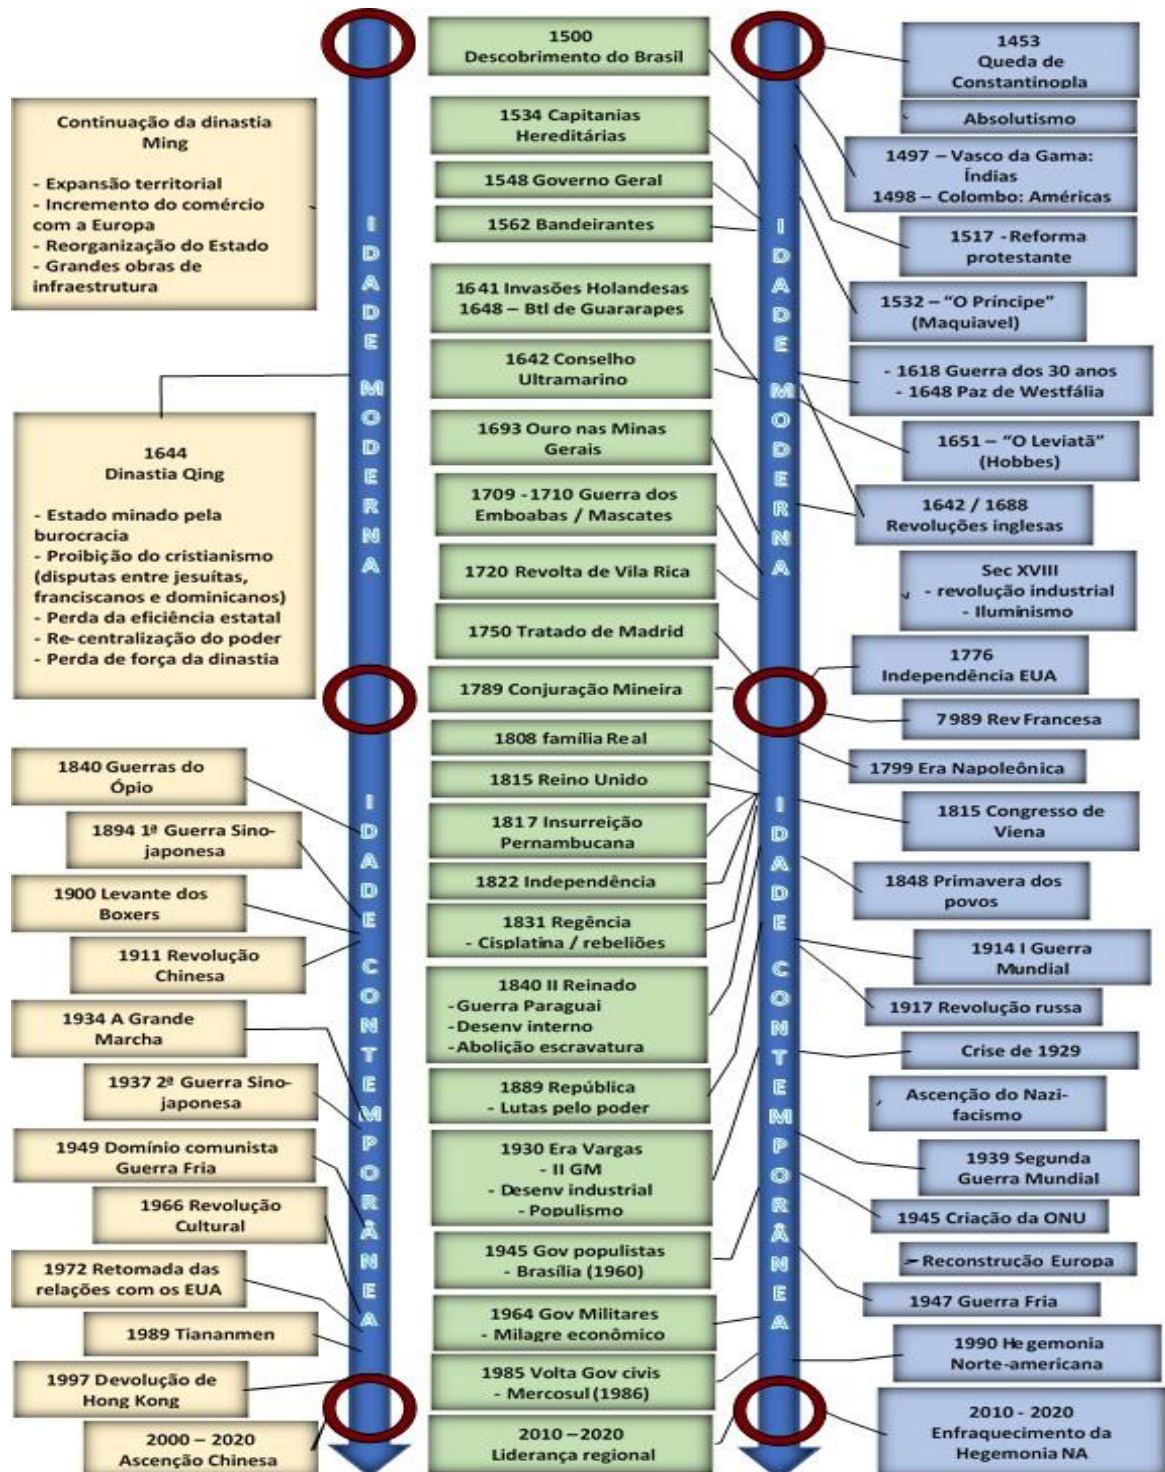 Continuação da dinastia
Ming
- Expansão territorial
- Incremento do comércio
com a Europa
- Reorganização do Estado
- Grandes obras de
infraestrutura
1644
Dinastia Qing
- Estado minado pela
burocracia
- Proibição do cristianismo
(disputas entre jesuítas,
franciscanos e dominicanos)
- Perda da eficiência estatal
- Re-centralização do poder
- Perda de força da dinastia
1840 Guerras do
Ópio
1894 1ª Guerra Sino-
japonesa
1900 Levante dos
Boxers
1911 Revolução
Chinesa
1934 A Grande
Marcha
1937 2ª Guerra Sino-
japonesa
1949 Domínio comunista
Guerra Fria
1966 Revolução
Cultural
1972 Retomada das
relações com os EUA
1989 Tiananmen
1997 Devolução de
Hong Kong
2000 – 2020
Ascenção Chinesa
IDADE MODERNA
IDADE CONTEMPORÂNEA
1500
Descobrimento do Brasil
1534 Capitanias
Hereditárias
1548 Governo Geral
1562 Bandeirantes
1641 Invasões Holandesas
1648 – Btl de Guararapes
1642 Conselho
Ultramarino
1693 Ouro nas Minas
Gerais
1709 -1710 Guerra dos
Emboabas / Mascates
1720 Revolta de Vila Rica
1750 Tratado de Madrid
1789 Conjuração Mineira
1808 família Real
1815 Reino Unido
1817 Insurreição
Pernambucana
1822 Independência
1831 Regência
- Cisplatina / rebeliões
1840 II Reinado
-Guerra Paraguai
-Desenv interno
-Abolição escravatura
1889 República
- Lutas pelo poder
1930 Era Vargas
- II GM
- Desenv industrial
- Populismo
1945 Gov populistas
- Brasília (1960)
1964 Gov Militares
- Milagre econômico
1985 Volta Gov civis
- Mercosul (1986)
2010 – 2020
Liderança regional
IDADE MODERNA
IDADE CONTEMPORÂNEA
1453
Queda de
Constantinopla
Absolutismo
1497 – Vasco da Gama:
Índias
1498 – Colombo: Américas
1517 - Reforma
protestante
1532 – “O Príncipe”
(Maquiavel)
- 1618 Guerra dos 30 anos
- 1648 Paz de Westfália
1651 – “O Leviatã”
(Hobbes)
1642 / 1688
Revoluções inglesas
Sec XVIII
- revolução industrial
- Iluminismo
1776
Independência EUA
7989 Rev Francesa
1799 Era Napoleônica
1815 Congresso de
Viena
1848 Primavera dos
povos
1914 I Guerra
Mundial
1917 Revolução russa
Crise de 1929
Ascenção do Nazi-
facismo
1939 Segunda
Guerra Mundial
1945 Criação da ONU
- Reconstrução Europa
1947 Guerra Fria
1990 Hegemonia
Norte-americana
2010 - 2020
Enfraquecimento da
Hegemonia NA